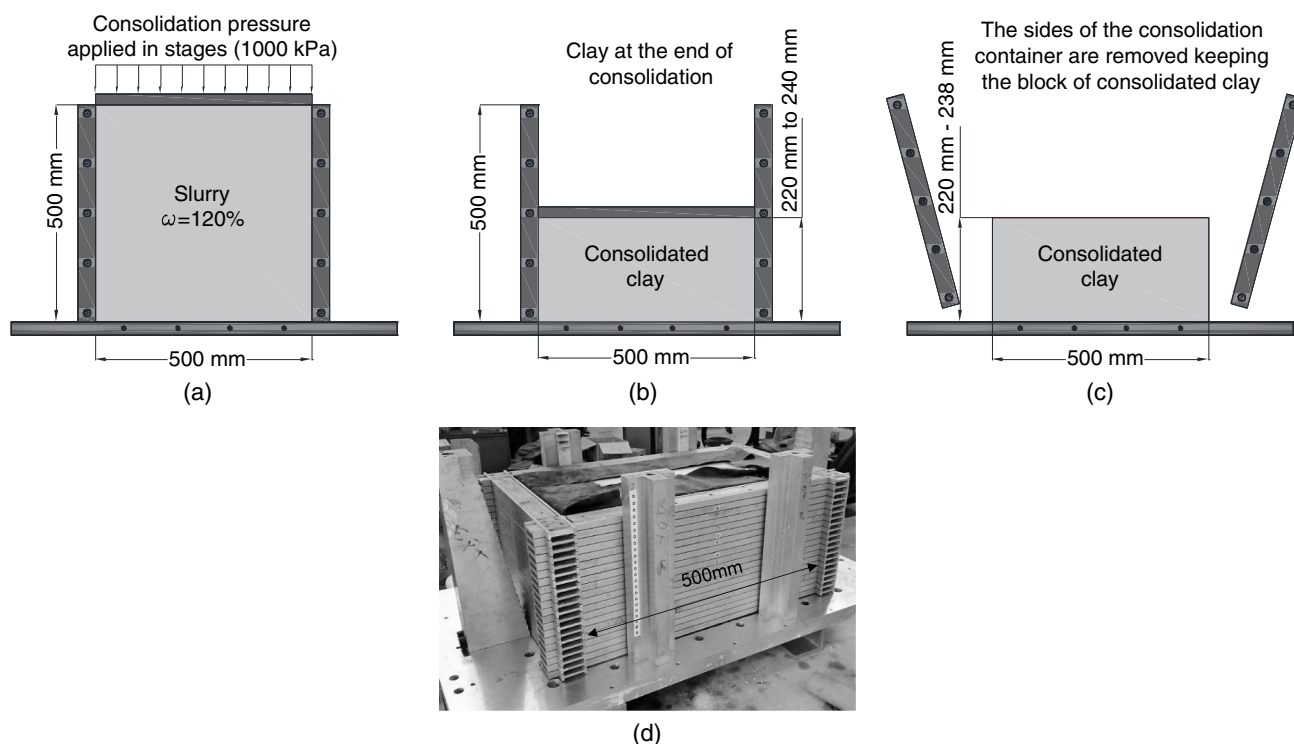 Consolidation pressure
applied in stages (1000 kPa)
500 mm
Slurry
ω=120%
500 mm
(a)
Clay at the end of
consolidation
500 mm
220 mm to 240 mm
Consolidated
clay
500 mm
(b)
The sides of the consolidation
container are removed keeping
the block of consolidated clay
220 mm - 238 mm
Consolidated
clay
500 mm
(c)
500mm
(d)